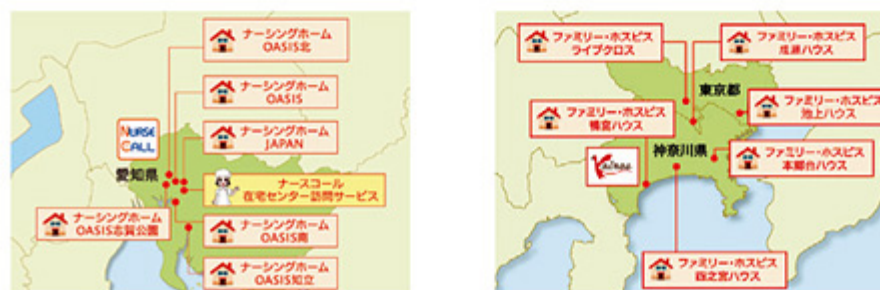 ナーシングホーム
OASIS北
ナーシングホーム
OASIS
NURSE
CALL
ナーシングホーム
JAPAN
愛知県
ナースコール
在宅センター訪問サービス
ナーシングホーム
OASIS志賀公園
ナーシングホーム
OASIS南
ナーシングホーム
OASIS知立
ファミリー・ホスピス
ライブクロス
ファミリー・ホスピス
成瀬ハウス
東京都
ファミリー・ホスピス
池上ハウス
ファミリー・ホスピス
鴨宮ハウス
神奈川県
ファミリー・ホスピス
本郷台ハウス
ファミリー・ホスピス
四之宮ハウス